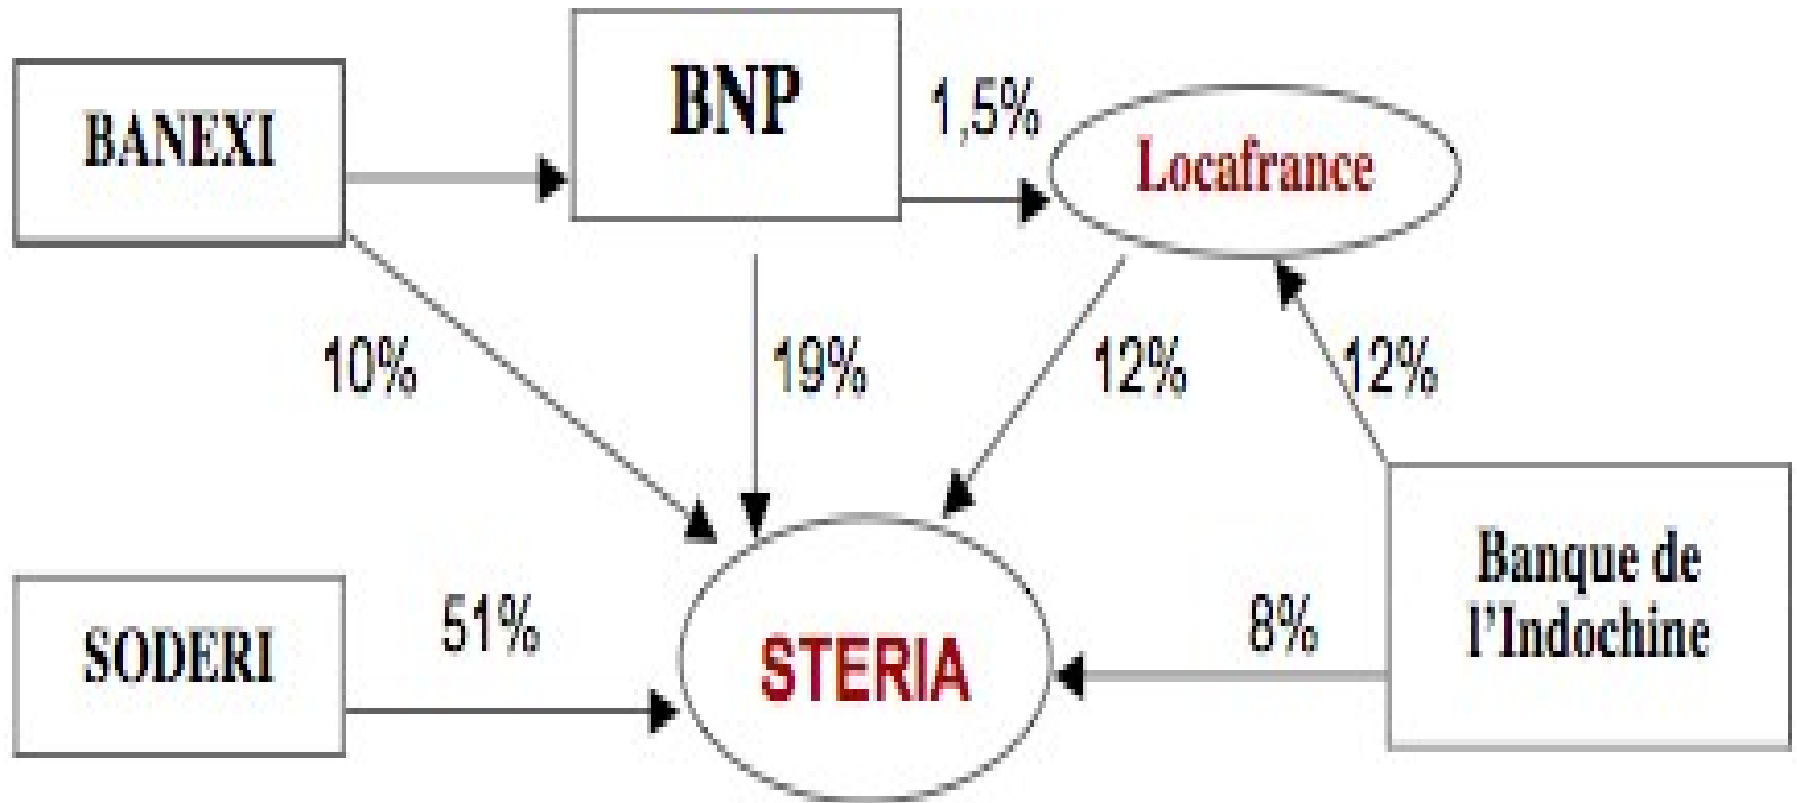 BNP
BANEXI
1,5%
Locafrance
10%
19%
12%
12%
SODERI
51%
STERIA
8%
Banque de
l’Indochine